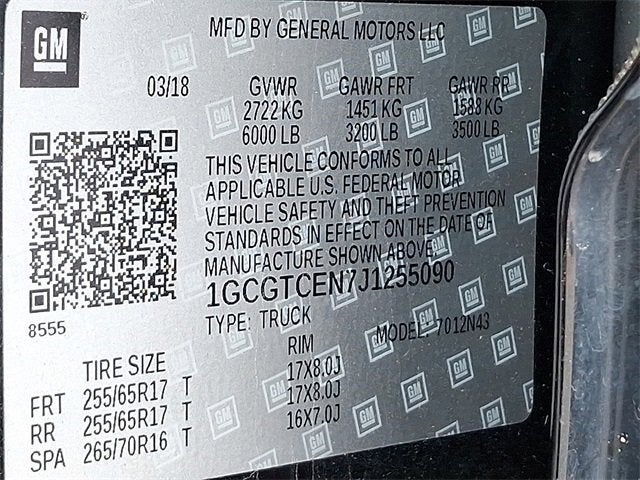 GM
MFD BY GENERAL MOTORS LLC
03/18 GVWR GAWR FRT GAWR RR
2722 KG 1451 KG 1588 KG
6000 LB 3200 LB 3500 LB
THIS VEHICLE CONFORMS TO ALL
APPLICABLE U.S. FEDERAL MOTOR
VEHICLE SAFETY AND THEFT PREVENTION
STANDARDS IN EFFECT ON THE DATE OF
MANUFACTURE SHOWN ABOVE
1GCGTCEN7J1255090
8555
TYPE: TRUCK MODEL: 7012N43
TIRE SIZE RIM
FRT 255/65R17 T 17X8.0J
RR 255/65R17 T 17X8.0J
SPA 265/70R16 T 16X7.0J